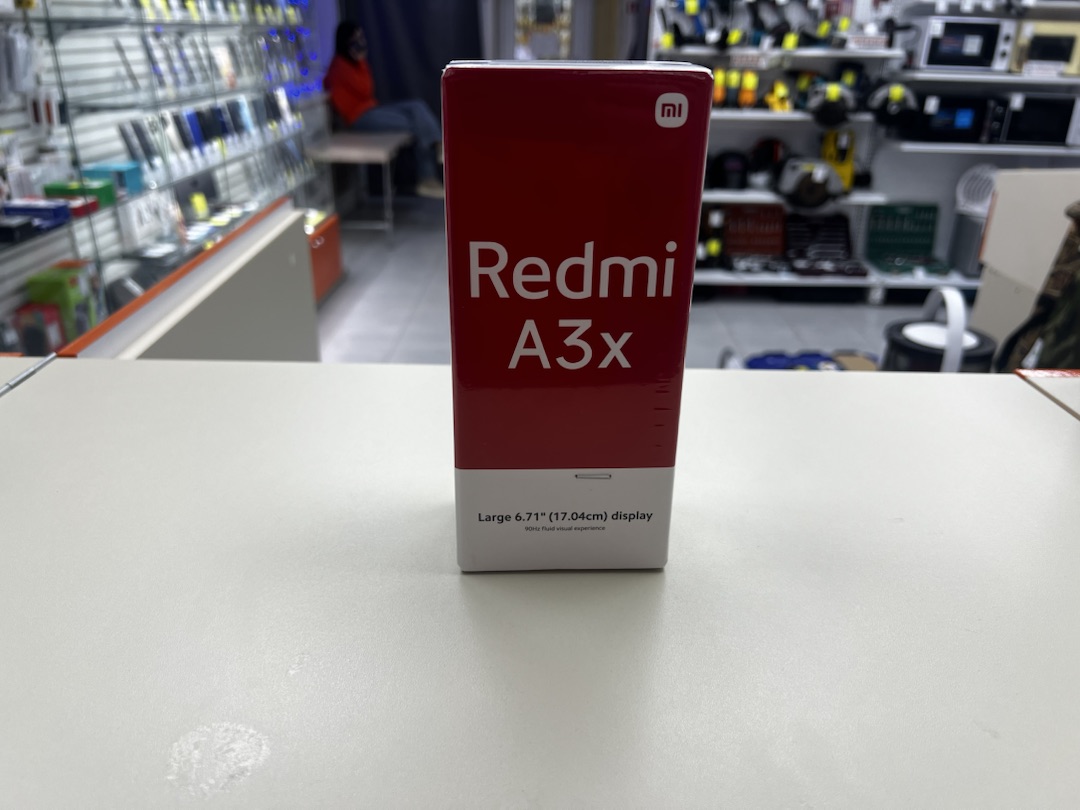 mi
Redmi
A3x
Large 6.71" (17.04cm) display
90Hz fluid visual experience